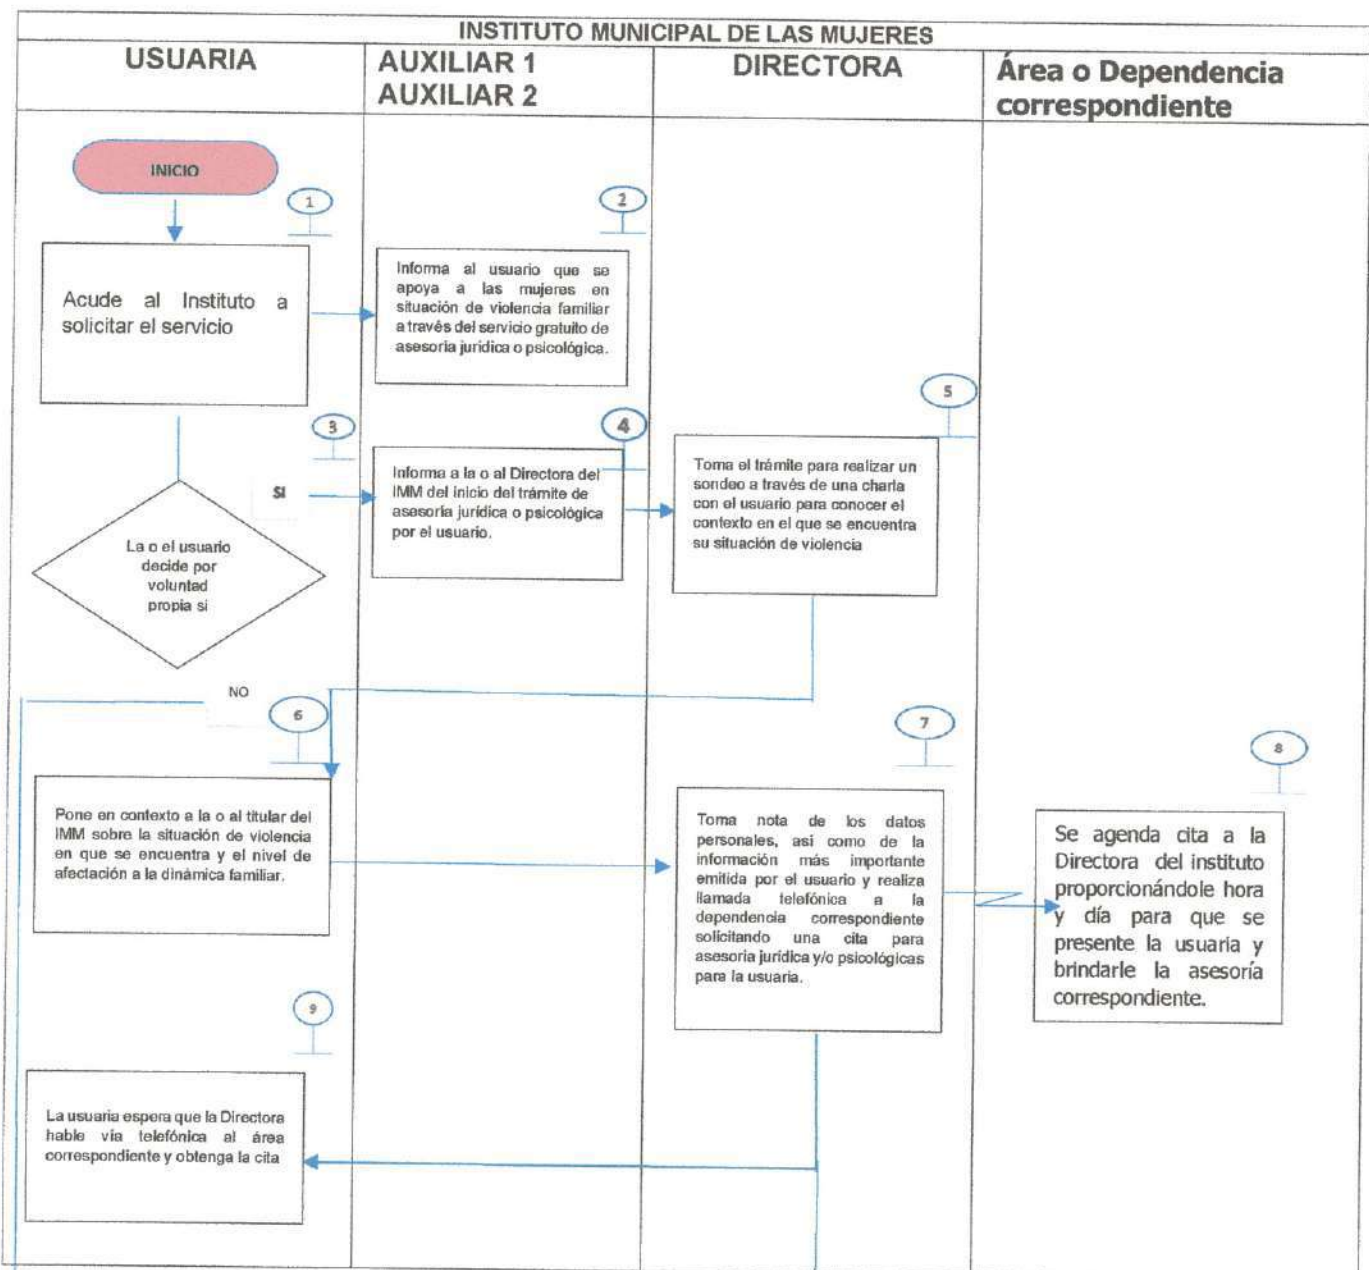 INSTITUTO MUNICIPAL DE LAS MUJERES
USUARIA
AUXILIAR 1
AUXILIAR 2
DIRECTORA
Área o Dependencia
correspondiente
INICIO
1
Acude al Instituto a
solicitar el servicio
2
Informa al usuario que se
apoya a las mujeres en
situación de violencia familiar
a través del servicio gratuito de
asesoría jurídica o psicológica.
3
La o el usuario
decide por
voluntad
propia si
SI
NO
4
Informa a la o al Directora del
IMM del inicio del trámite de
asesoría jurídica o psicológica
por el usuario.
5
Toma el trámite para realizar un
sondeo a través de una charla
con el usuario para conocer el
contexto en el que se encuentra
su situación de violencia
6
Pone en contexto a la o al titular del
IMM sobre la situación de violencia
en que se encuentra y el nivel de
afectación a la dinámica familiar.
7
Toma nota de los datos
personales, así como de la
información más importante
emitida por el usuario y realiza
llamada telefónica a la
dependencia correspondiente
solicitando una cita para
asesoría jurídica y/o psicológicas
para la usuaria.
8
Se agenda cita a la
Directora del instituto
proporcionándole hora
y día para que se
presente la usuaria y
brindarle la asesoría
correspondiente.
9
La usuaria espera que la Directora
hable vía telefónica al área
correspondiente y obtenga la cita